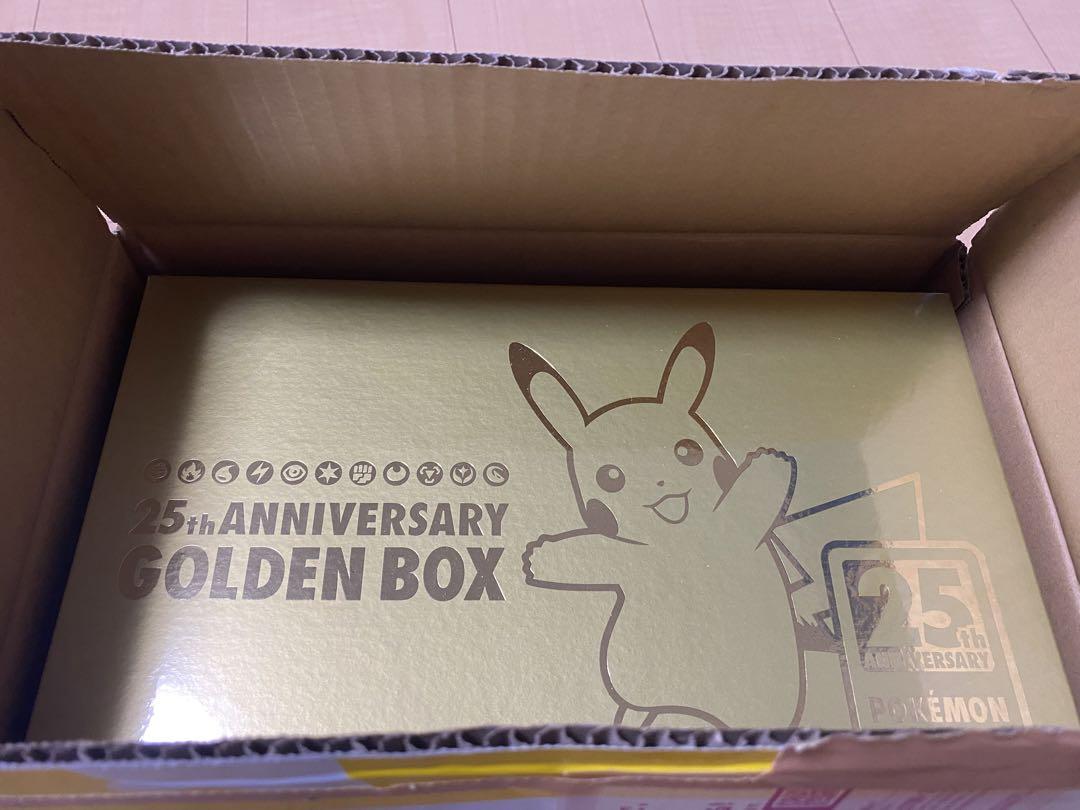 25th ANNIVERSARY
GOLDEN BOX
25th
ANNIVERSARY
POKÉMON